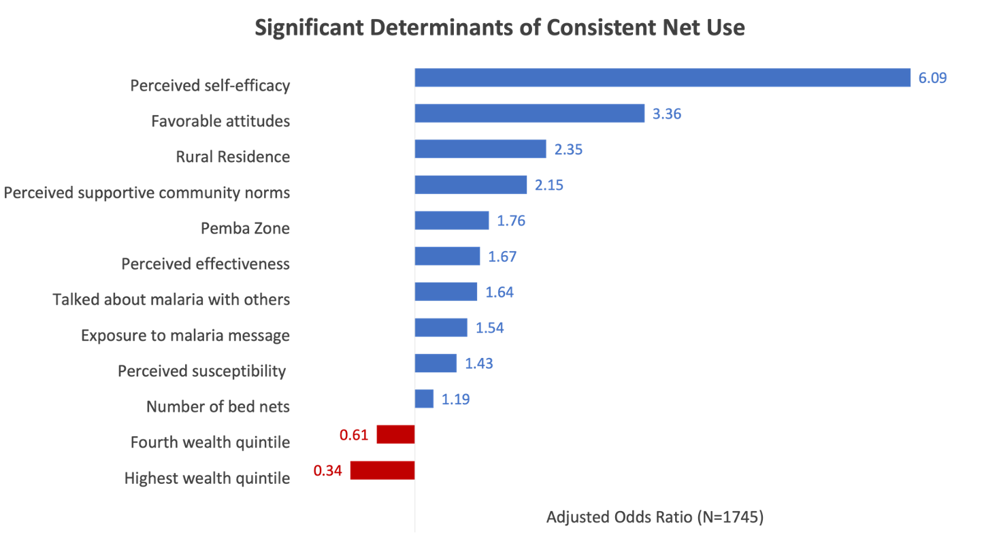 Significant Determinants of Consistent Net Use
Perceived self-efficacy 6.09
Favorable attitudes 3.36
Rural Residence 2.35
Perceived supportive community norms 2.15
Pemba Zone 1.76
Perceived effectiveness 1.67
Talked about malaria with others 1.64
Exposure to malaria message 1.54
Perceived susceptibility 1.43
Number of bed nets 1.19
Fourth wealth quintile 0.61
Highest wealth quintile 0.34
Adjusted Odds Ratio (N=1745)